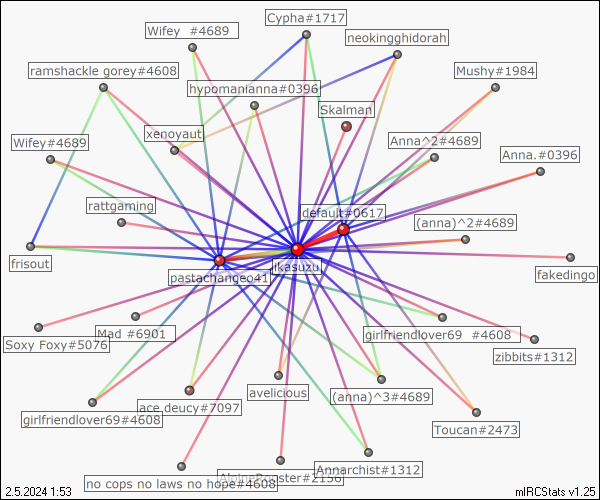 Cypha#1717
Wifey  #4689
neokingghidorah
ramshackle gorey#4608
Mushy#1984
hypomanianna#0396
Skalman
xenoyaut
Anna^2#4689
Wifey#4689
Anna.#0396
rattgaming
default#0617
(anna)^2#4689
frisout
jikasuzu
pastachangeo41
fakedingo
Mad #6901
girlfriendlover69  #4608
Soxy Foxy#5076
zibbits#1312
avelicious
(anna)^3#4689
ace deucy#7097
girlfriendlover69#4608
Toucan#2473
Annarchist#1312
no cops no laws no hope#4608
2.5.2024 1:53
mIRCStats v1.25